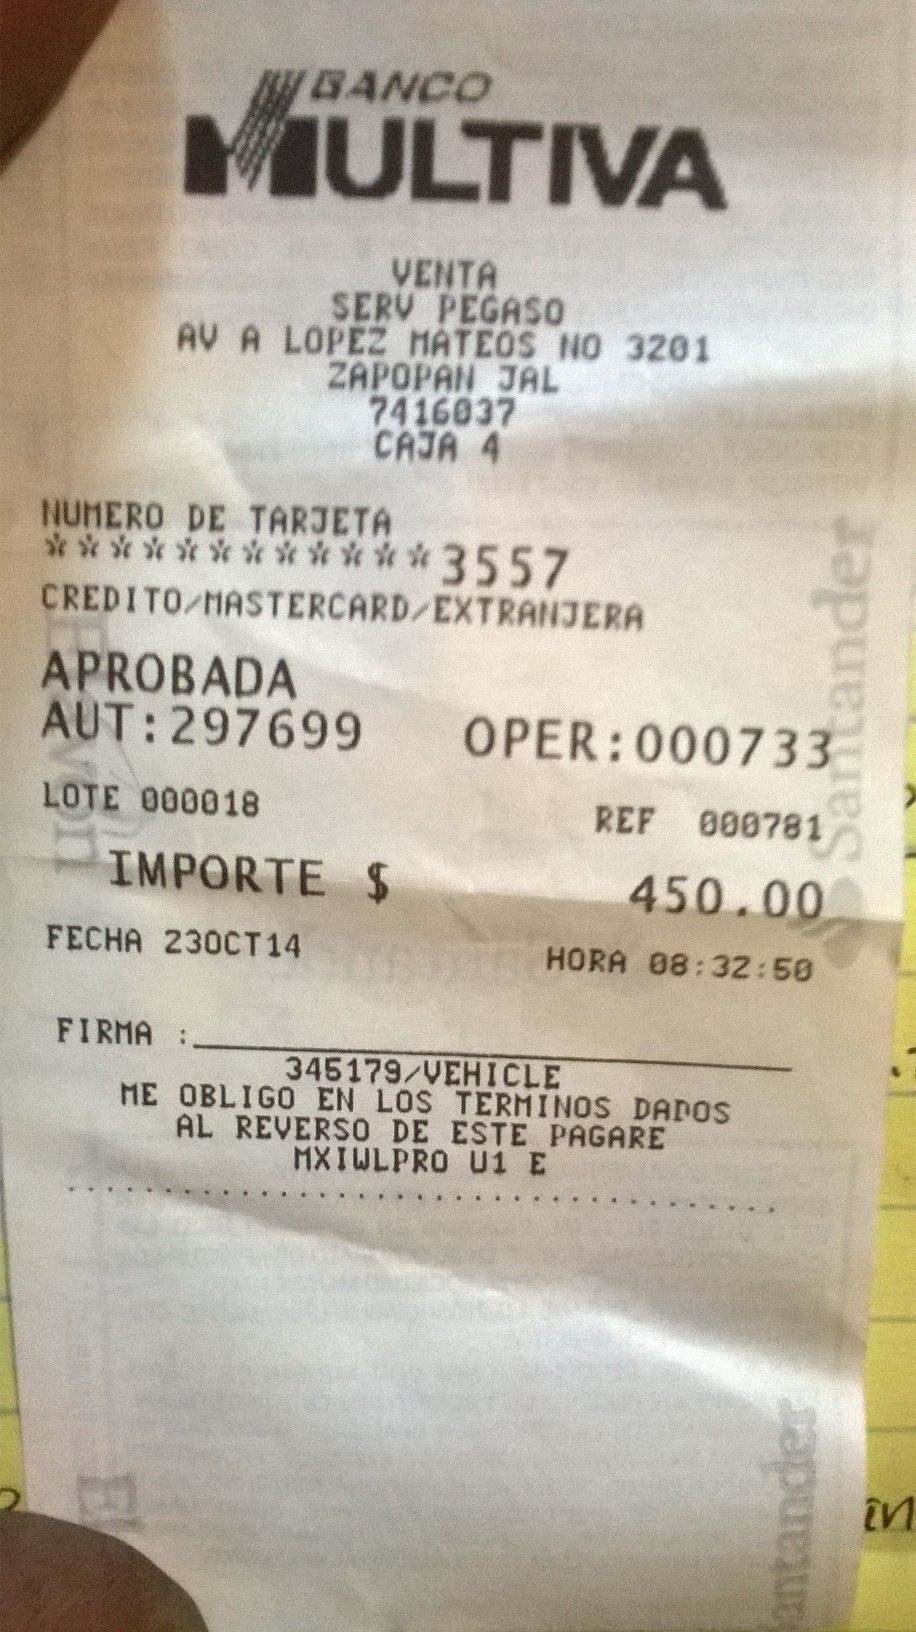 BANCO
MULTIVA
VENTA
SERV PEGASO
AV A LOPEZ MATEOS NO 3201
ZAPOPAN JAL
7416037
CAJA 4
NUMERO DE TARJETA
************3557
CREDITO/MASTERCARD/EXTRANJERA
APROBADA
AUT:297699 OPER:000733
LOTE 000018 REF 000781
IMPORTE $ 450.00
FECHA 23OCT14 HORA 08:32:50
FIRMA :
345179/VEHICLE
ME OBLIGO EN LOS TERMINOS DADOS
AL REVERSO DE ESTE PAGARE
MXIWLPRO U1 E
Santander
Elavon
Santander